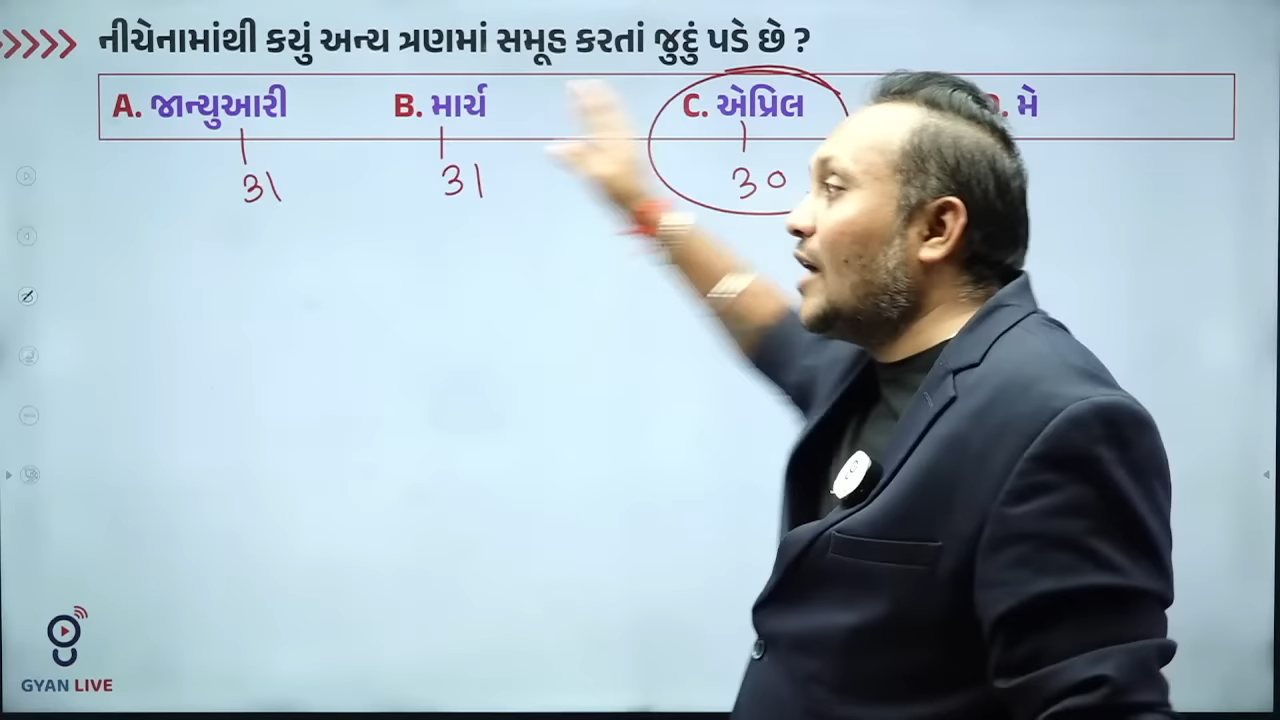 નીચેનામાંથી કયું અન્ય ત્રણમાં સમૂહ કરતાં જુદું પડે છે ?
A. જાન્યુઆરી B. માર્ચ C. એપ્રિલ D. મે
31 31 30
GYAN LIVE